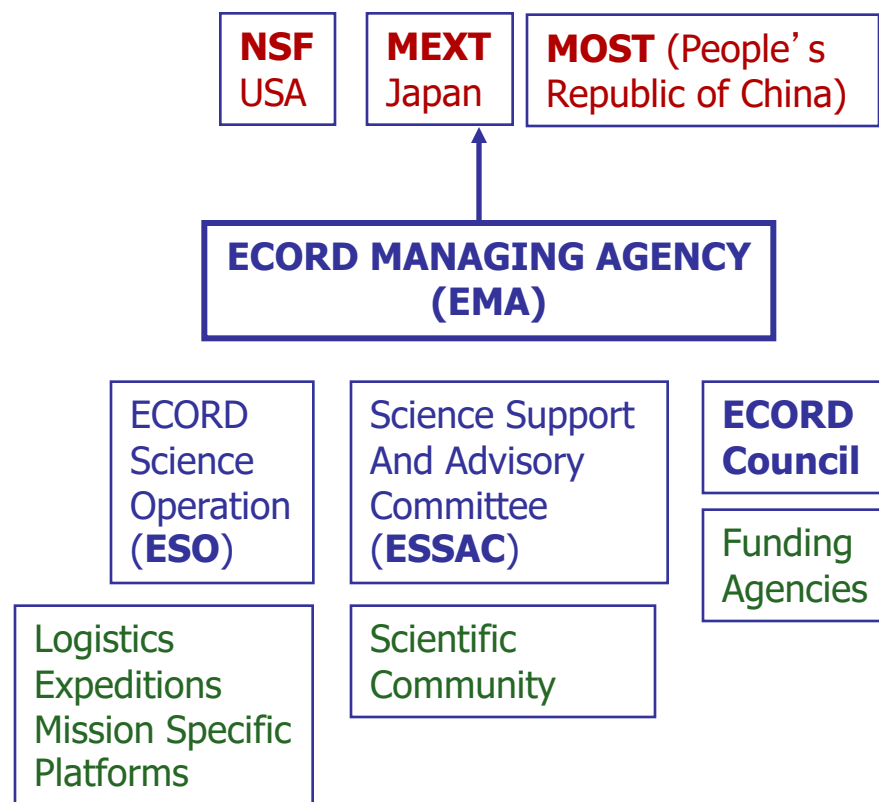 NSF
USA
MEXT
Japan
MOST (People’s
Republic of China)
ECORD MANAGING AGENCY
(EMA)
ECORD
Science
Operation
(ESO)
Science Support
And Advisory
Committee
(ESSAC)
ECORD
Council
Funding
Agencies
Logistics
Expeditions
Mission Specific
Platforms
Scientific
Community